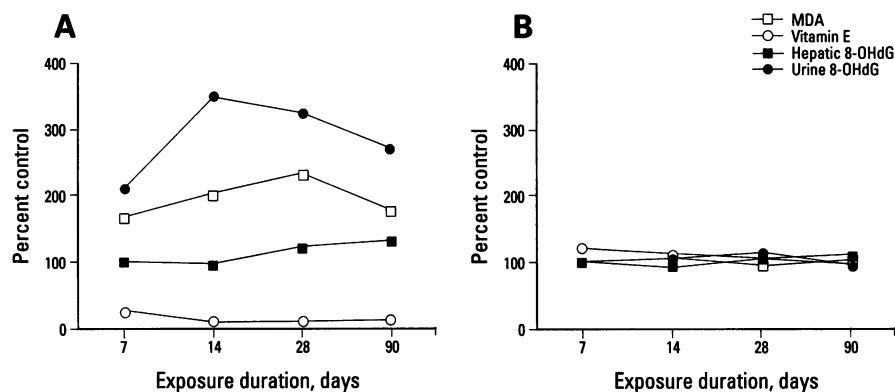 A
B
MDA
Vitamin E
Hepatic 8-OHdG
Urine 8-OHdG
400
300
200
100
0
Percent control
7 14 28 90
Exposure duration, days
400
300
200
100
0
Percent control
7 14 28 90
Exposure duration, days